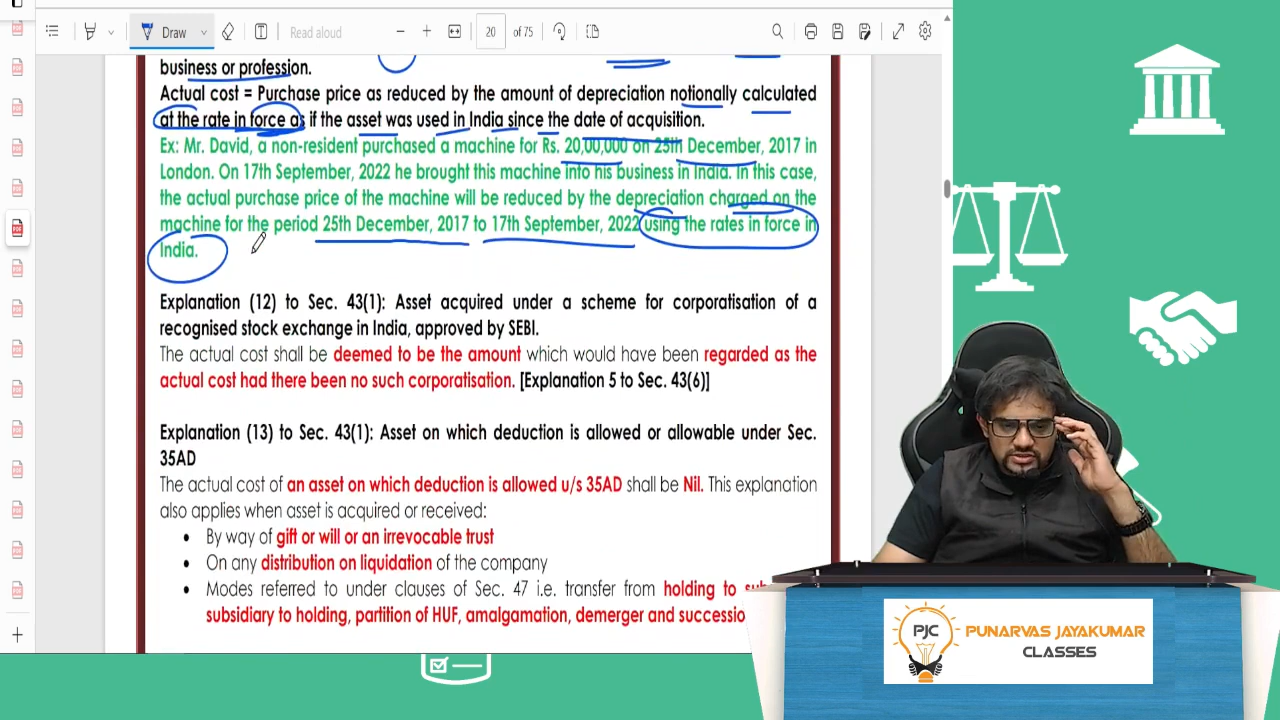 Draw
Read aloud
20
of 75
business or profession.
Actual cost = Purchase price as reduced by the amount of depreciation notionally calculated
at the rate in force as if the asset was used in India since the date of acquisition.
Ex: Mr. David, a non-resident purchased a machine for Rs. 20,00,000 on 25th December, 2017 in
London. On 17th September, 2022 he brought this machine into his business in India. In this case,
the actual purchase price of the machine will be reduced by the depreciation charged on the
machine for the period 25th December, 2017 to 17th September, 2022 using the rates in force in
India.
Explanation (12) to Sec. 43(1): Asset acquired under a scheme for corporatisation of a
recognised stock exchange in India, approved by SEBI.
The actual cost shall be deemed to be the amount which would have been regarded as the
actual cost had there been no such corporatisation. [Explanation 5 to Sec. 43(6)]
Explanation (13) to Sec. 43(1): Asset on which deduction is allowed or allowable under Sec.
35AD
The actual cost of an asset on which deduction is allowed u/s 35AD shall be Nil. This explanation
also applies when asset is acquired or received:
• By way of gift or will or an irrevocable trust
• On any distribution on liquidation of the company
• Modes referred to under clauses of Sec. 47 i.e. transfer from holding to
subsidiary to holding, partition of HUF, amalgamation, demerger and
PJC
PUNARVAS JAYAKUMAR
CLASSES